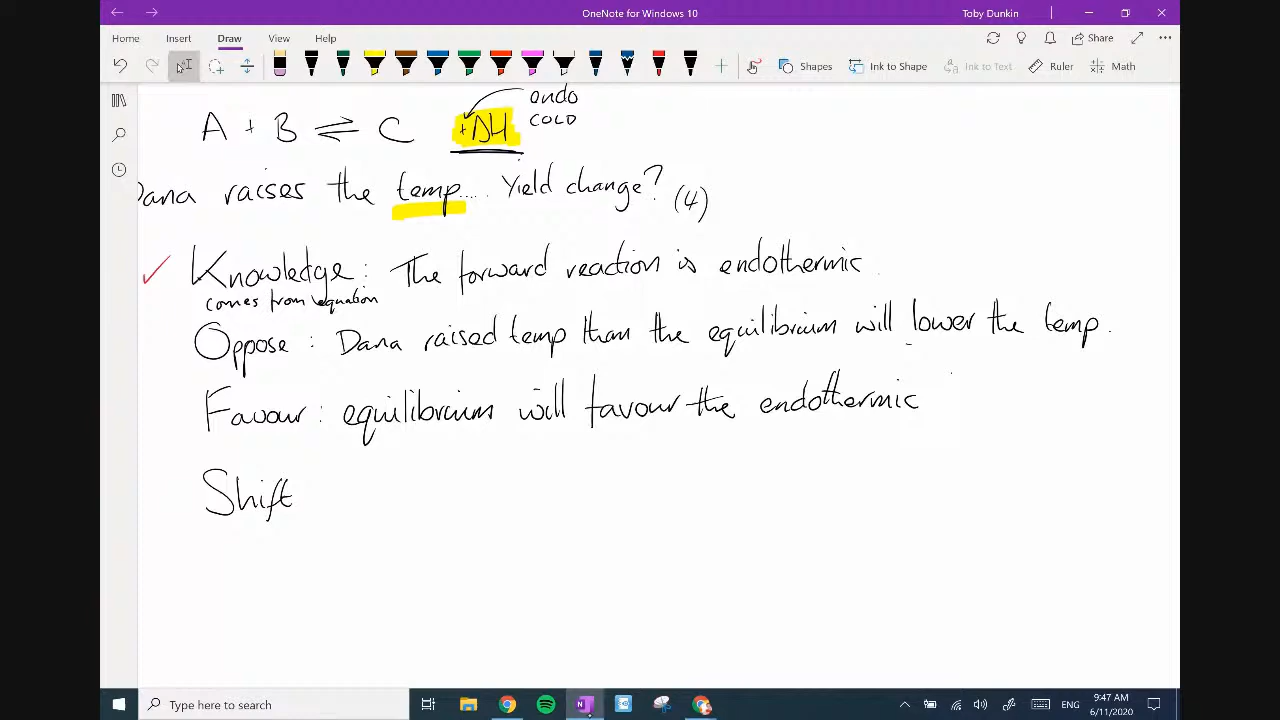 OneNote for Windows 10
Toby Dunkin
Home Insert Draw View Help
Share
Shapes Ink to Shape Ink to Text Ruler Math
endo
COLD
A + B ⇌ C +ΔH
Dana raises the temp.... Yield change? (4)
Knowledge: The forward reaction is endothermic
comes from equation
Oppose: Dana raised temp than the equilibrium will lower the temp.
Favour: equilibrium will favour the endothermic
Shift
Type here to search
ENG
9:47 AM
6/11/2020